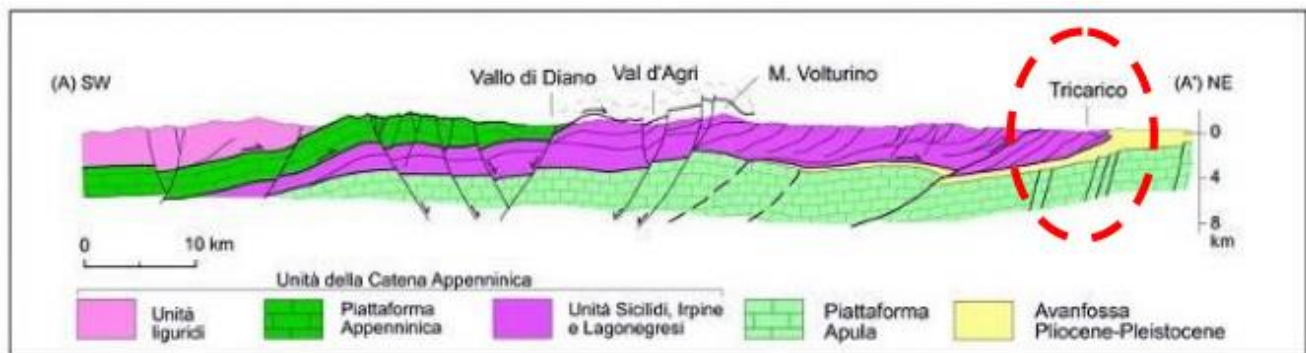 (A) SW
Vallo di Diano
Val d'Agri
M. Volturino
Tricarico
(A') NE
0
4
8
km
0
10 km
Unità della Catena Appenninica
Unità
liguridi
Piattaforma
Appenninica
Unità Sicilidi, Irpine
e Lagonegresi
Piattaforma
Apula
Avanfossa
Pliocene-Pleistocene